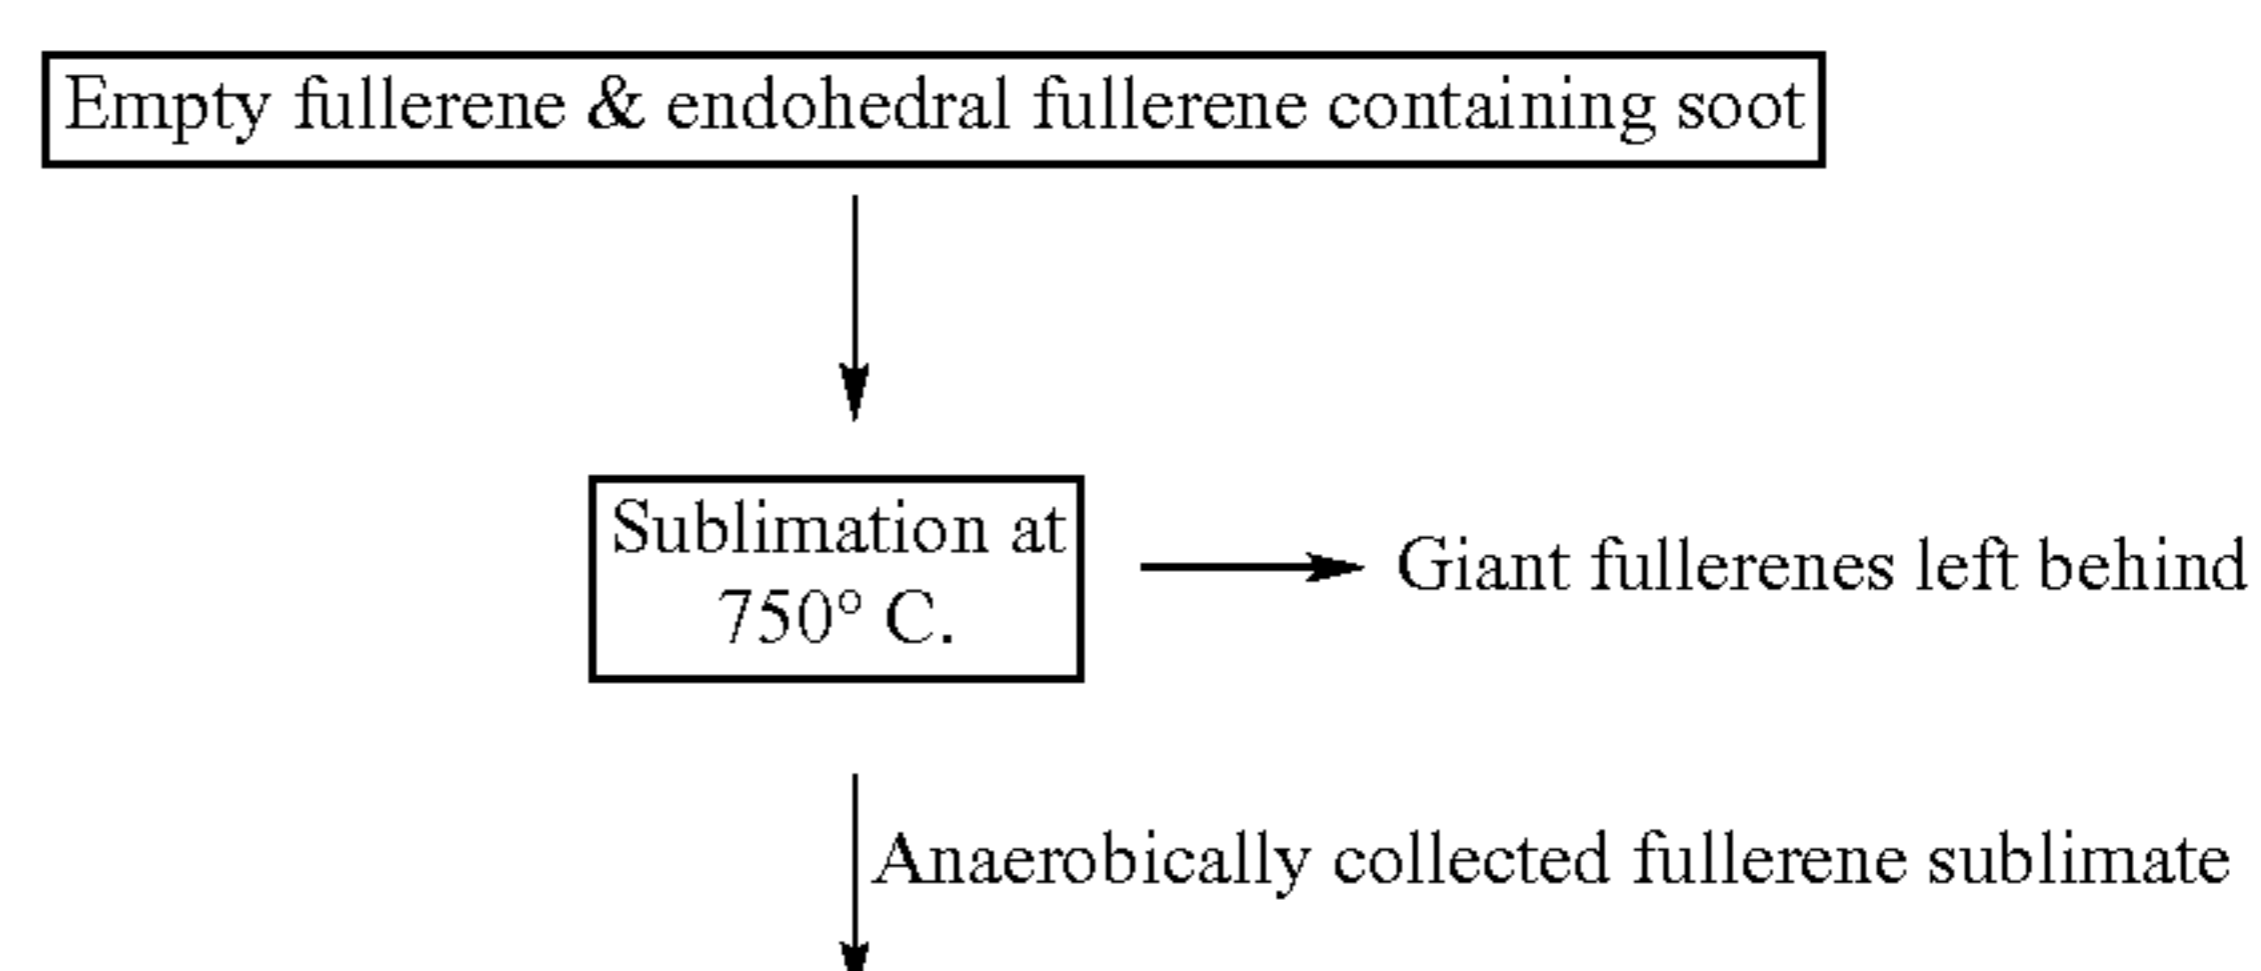 Empty fullerene & endohedral fullerene containing soot
Sublimation at
750° C.
Giant fullerenes left behind
Anaerobically collected fullerene sublimate